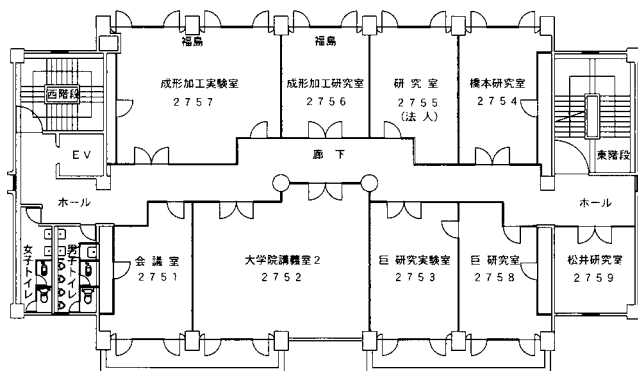 福島
成形加工実験室
2757
福島
成形加工研究室
2756
研究室
2755
(法人)
橋本研究室
2754
西階段
東階段
EV
廊下
ホール
ホール
女子トイレ
男子トイレ
会議室
2751
大学院講義室2
2752
巨 研究実験室
2753
巨 研究室
2758
松井研究室
2759